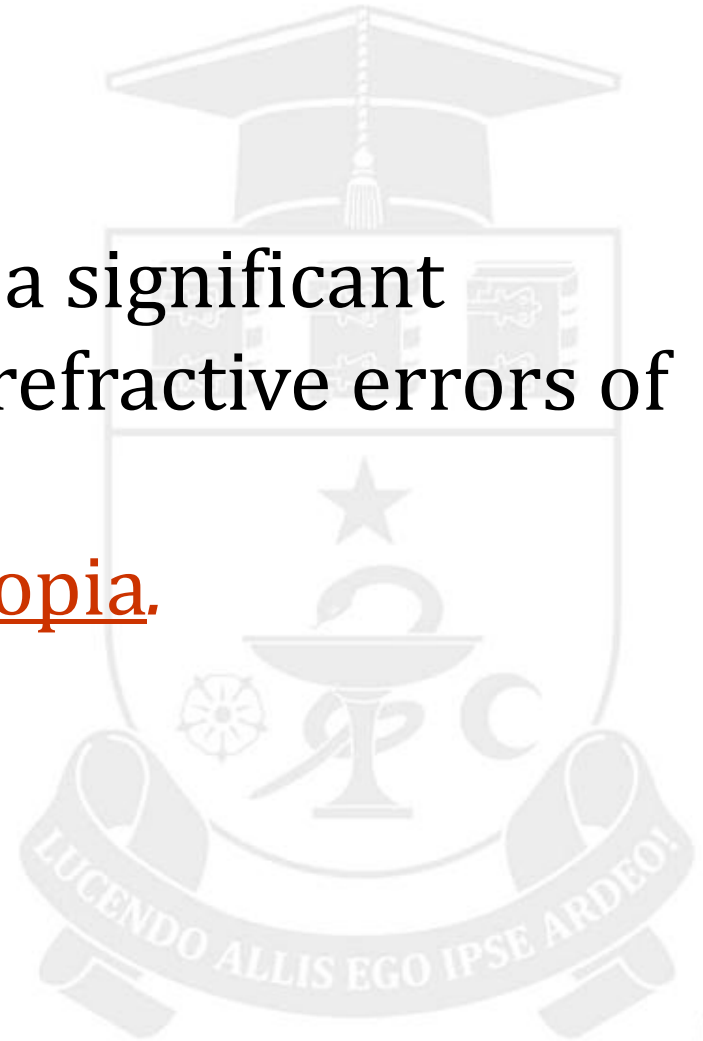 a significant
refractive errors of
opia.
LUCENDO ALLIS EGO IPSE ARDEO!